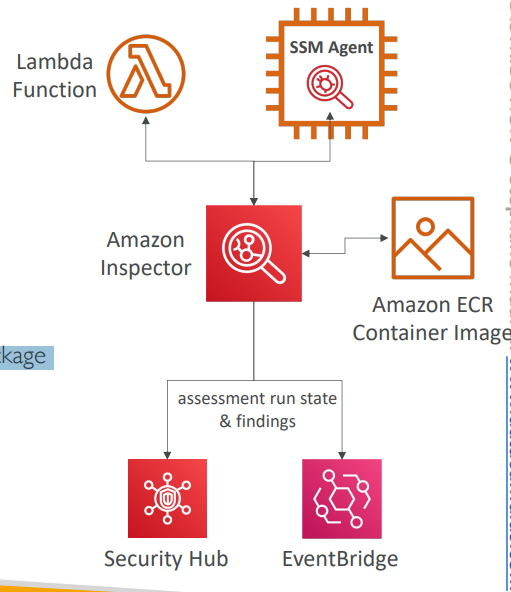 SSM Agent
Lambda
Function
Amazon
Inspector
Amazon ECR
Container Image
kage
assessment run state
& findings
Security Hub
EventBridge